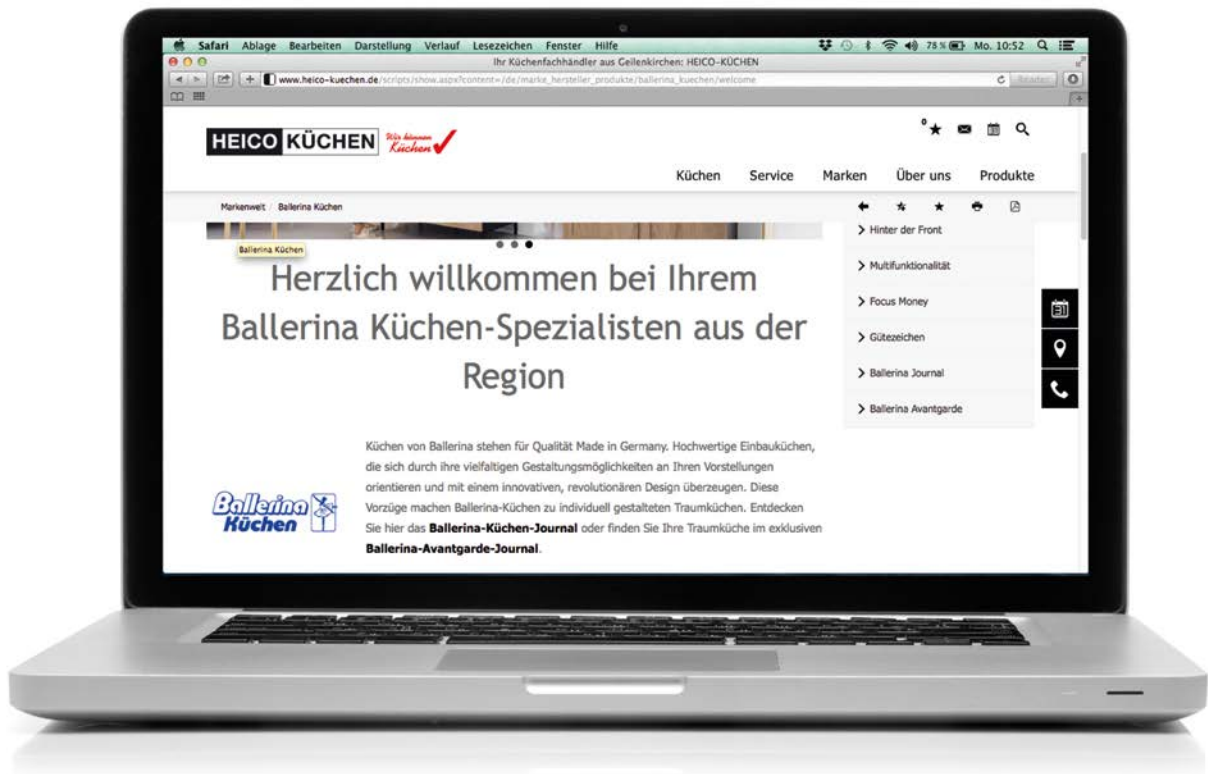 Safari Ablage Bearbeiten Darstellung Verlauf Lesezeichen Fenster Hilfe 78 % Mo. 10:52
Ihr Küchenfachhändler aus Geilenkirchen: HEICO-KÜCHEN
www.heico-kuechen.de/scripts/show.aspx?content=/de/marke_hersteller_produkte/ballerina_kuechen/welcome Reader
HEICO KÜCHEN Wir können Küchen
0
Küchen Service Marken Über uns Produkte
Markenwelt / Ballerina Küchen
Ballerina Küchen
Herzlich willkommen bei Ihrem
Ballerina Küchen-Spezialisten aus der
Region
Hinter der Front
Multifunktionalität
Focus Money
Gütezeichen
Ballerina Journal
Ballerina Avantgarde
31
Ballerina
Küchen
Küchen von Ballerina stehen für Qualität Made in Germany. Hochwertige Einbauküchen,
die sich durch ihre vielfaltigen Gestaltungsmöglichkeiten an Ihren Vorstellungen
orientieren und mit einem innovativen, revolutionären Design überzeugen. Diese
Vorzüge machen Ballerina-Küchen zu individuell gestalteten Traumküchen. Entdecken
Sie hier das Ballerina-Küchen-Journal oder finden Sie Ihre Traumküche im exklusiven
Ballerina-Avantgarde-Journal.